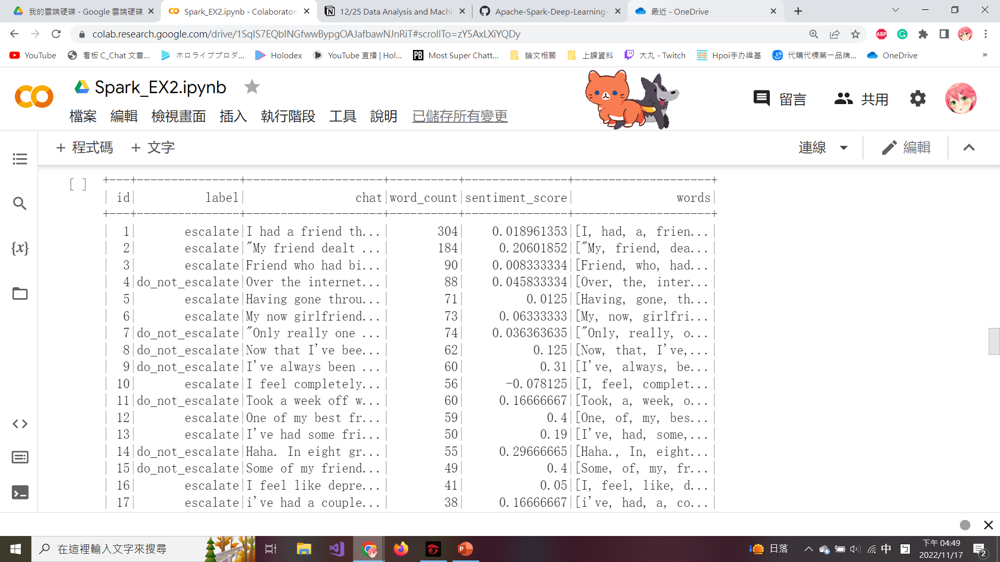 我的雲端硬碟 - Google 雲端硬碟
Spark_EX2.ipynb - Colaboratory
12/25 Data Analysis and Machi
Apache-Spark-Deep-Learning-
最近 - OneDrive
colab.research.google.com/drive/1SqlS7EQbINGfwwBypgOAJafbawNJnRiT#scrollTo=zY5AxLXiYQDy
ABP
YouTube
看板 C_Chat 文章...
ホロライブプロダ...
Holodex
YouTube 直播 | Hol...
PB
Most Super Chatt...
論文相關
上課資料
大丸 - Twitch
Hpoi手办维基
代購代標第一品牌...
OneDrive
»
Spark_EX2.ipynb
檔案 編輯 檢視畫面 插入 執行階段 工具 說明 已儲存所有變更
留言 共用
+ 程式碼 + 文字
連線 編輯
[ ]
+---+---------------+--------------------+----------+---------------+--------------------+
| id| label| chat|word_count|sentiment_score| words|
+---+---------------+--------------------+----------+---------------+--------------------+
| 1| escalate|I had a friend th...| 304| 0.018961353|[I, had, a, frien...|
| 2| escalate|"My friend dealt ...| 184| 0.20601852|["My, friend, dea...|
| 3| escalate|Friend who had bi...| 90| 0.008333334|[Friend, who, had...|
| 4|do_not_escalate|Over the internet...| 88| 0.045833334|[Over, the, inter...|
| 5| escalate|Having gone throu...| 71| 0.0125|[Having, gone, th...|
| 6| escalate|My now girlfriend...| 73| 0.06333333|[My, now, girlfri...|
| 7|do_not_escalate|"Only really one ...| 74| 0.036363635|["Only, really, o...|
| 8|do_not_escalate|Now that I've bee...| 62| 0.125|[Now, that, I've,...|
| 9|do_not_escalate|I've always been ...| 60| 0.31|[I've, always, be...|
| 10| escalate|I feel completely...| 56| -0.078125|[I, feel, complet...|
| 11|do_not_escalate|Took a week off w...| 60| 0.16666667|[Took, a, week, o...|
| 12| escalate|One of my best fr...| 59| 0.4|[One, of, my, bes...|
| 13| escalate|I've had some fri...| 50| 0.19|[I've, had, some,...|
| 14|do_not_escalate|Haha. In eight gr...| 55| 0.29666665|[Haha., In, eight...|
| 15|do_not_escalate|Some of my friend...| 49| 0.4|[Some, of, my, fr...|
| 16| escalate|I feel like depre...| 41| 0.05|[I, feel, like, d...|
| 17| escalate|i've had a couple...| 38| 0.16666667|[i've, had, a, co...|
{x}
在這裡輸入文字來搜尋
日落
中
下午 04:49
2022/11/17
2